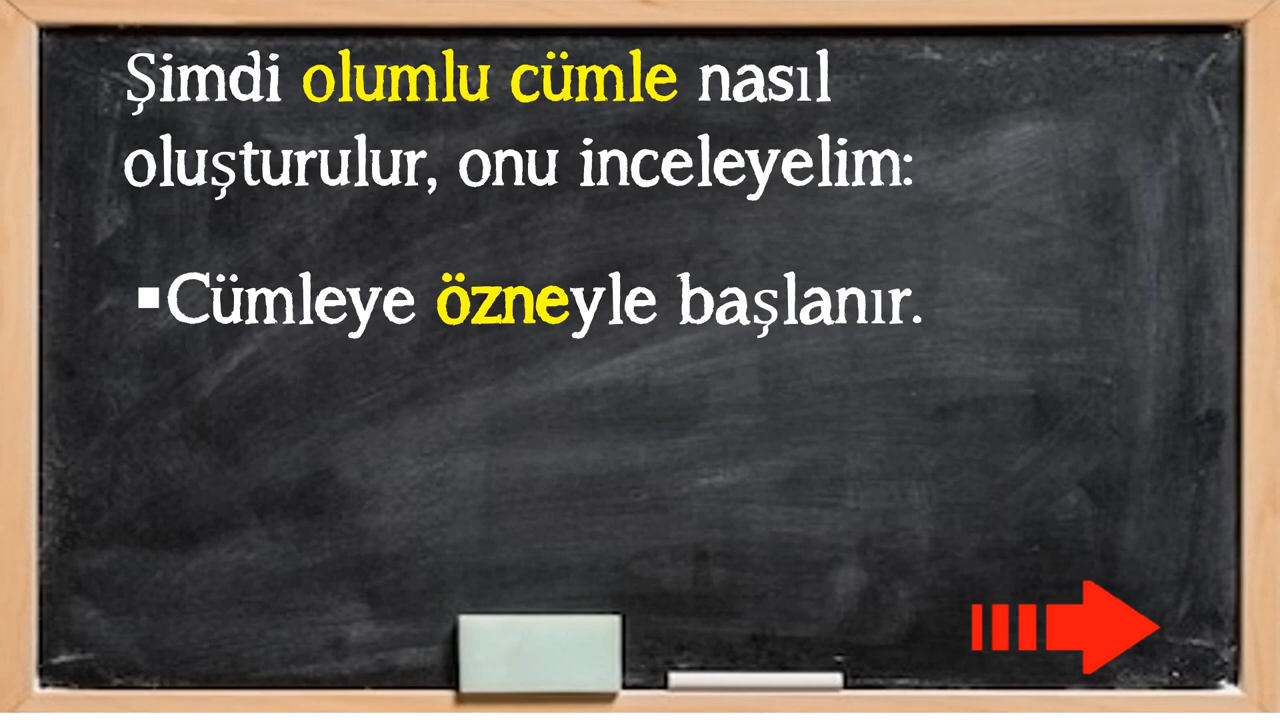 Şimdi olumlu cümle nasıl
oluşturulur, onu inceleyelim:
▪Cümleye özneyle başlanır.